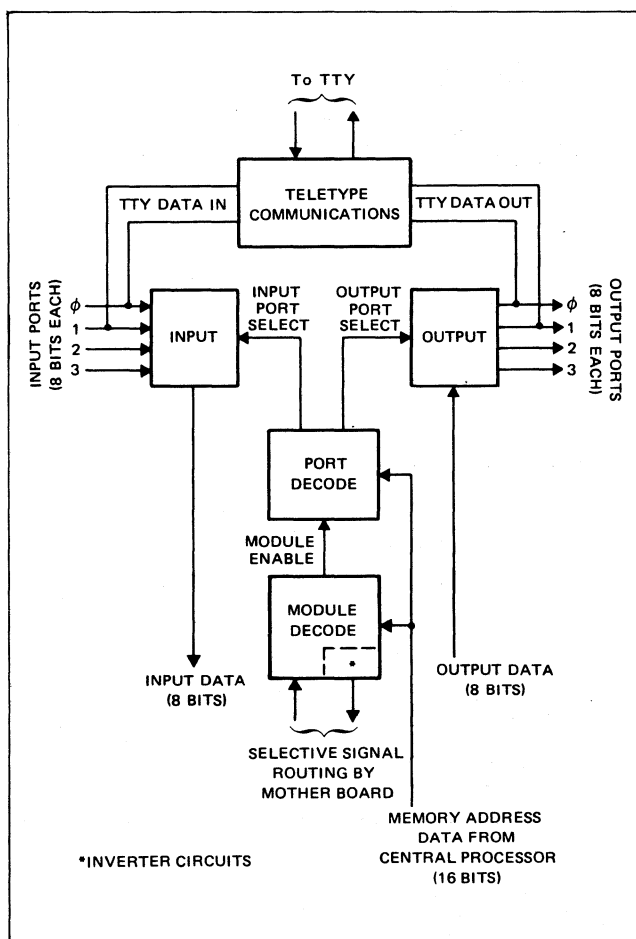 To TTY
TELETYPE
COMMUNICATIONS
TTY DATA IN
TTY DATA OUT
INPUT PORTS
(8 BITS EACH)
ϕ
1
2
3
INPUT
INPUT
PORT
SELECT
OUTPUT
PORT
SELECT
OUTPUT
ϕ
1
2
3
OUTPUT PORTS
(8 BITS EACH)
PORT
DECODE
MODULE
ENABLE
MODULE
DECODE
*
INPUT DATA
(8 BITS)
OUTPUT DATA
(8 BITS)
SELECTIVE SIGNAL
ROUTING BY
MOTHER BOARD
MEMORY ADDRESS
DATA FROM
CENTRAL PROCESSOR
(16 BITS)
*INVERTER CIRCUITS